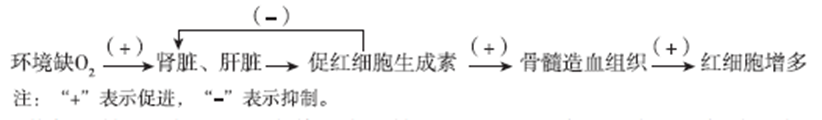 (-)
环境缺O₂ (+) 肾脏、肝脏 促红细胞生成素 (+) 骨髓造血组织 (+) 红细胞增多
注：“+”表示促进，“-”表示抑制。